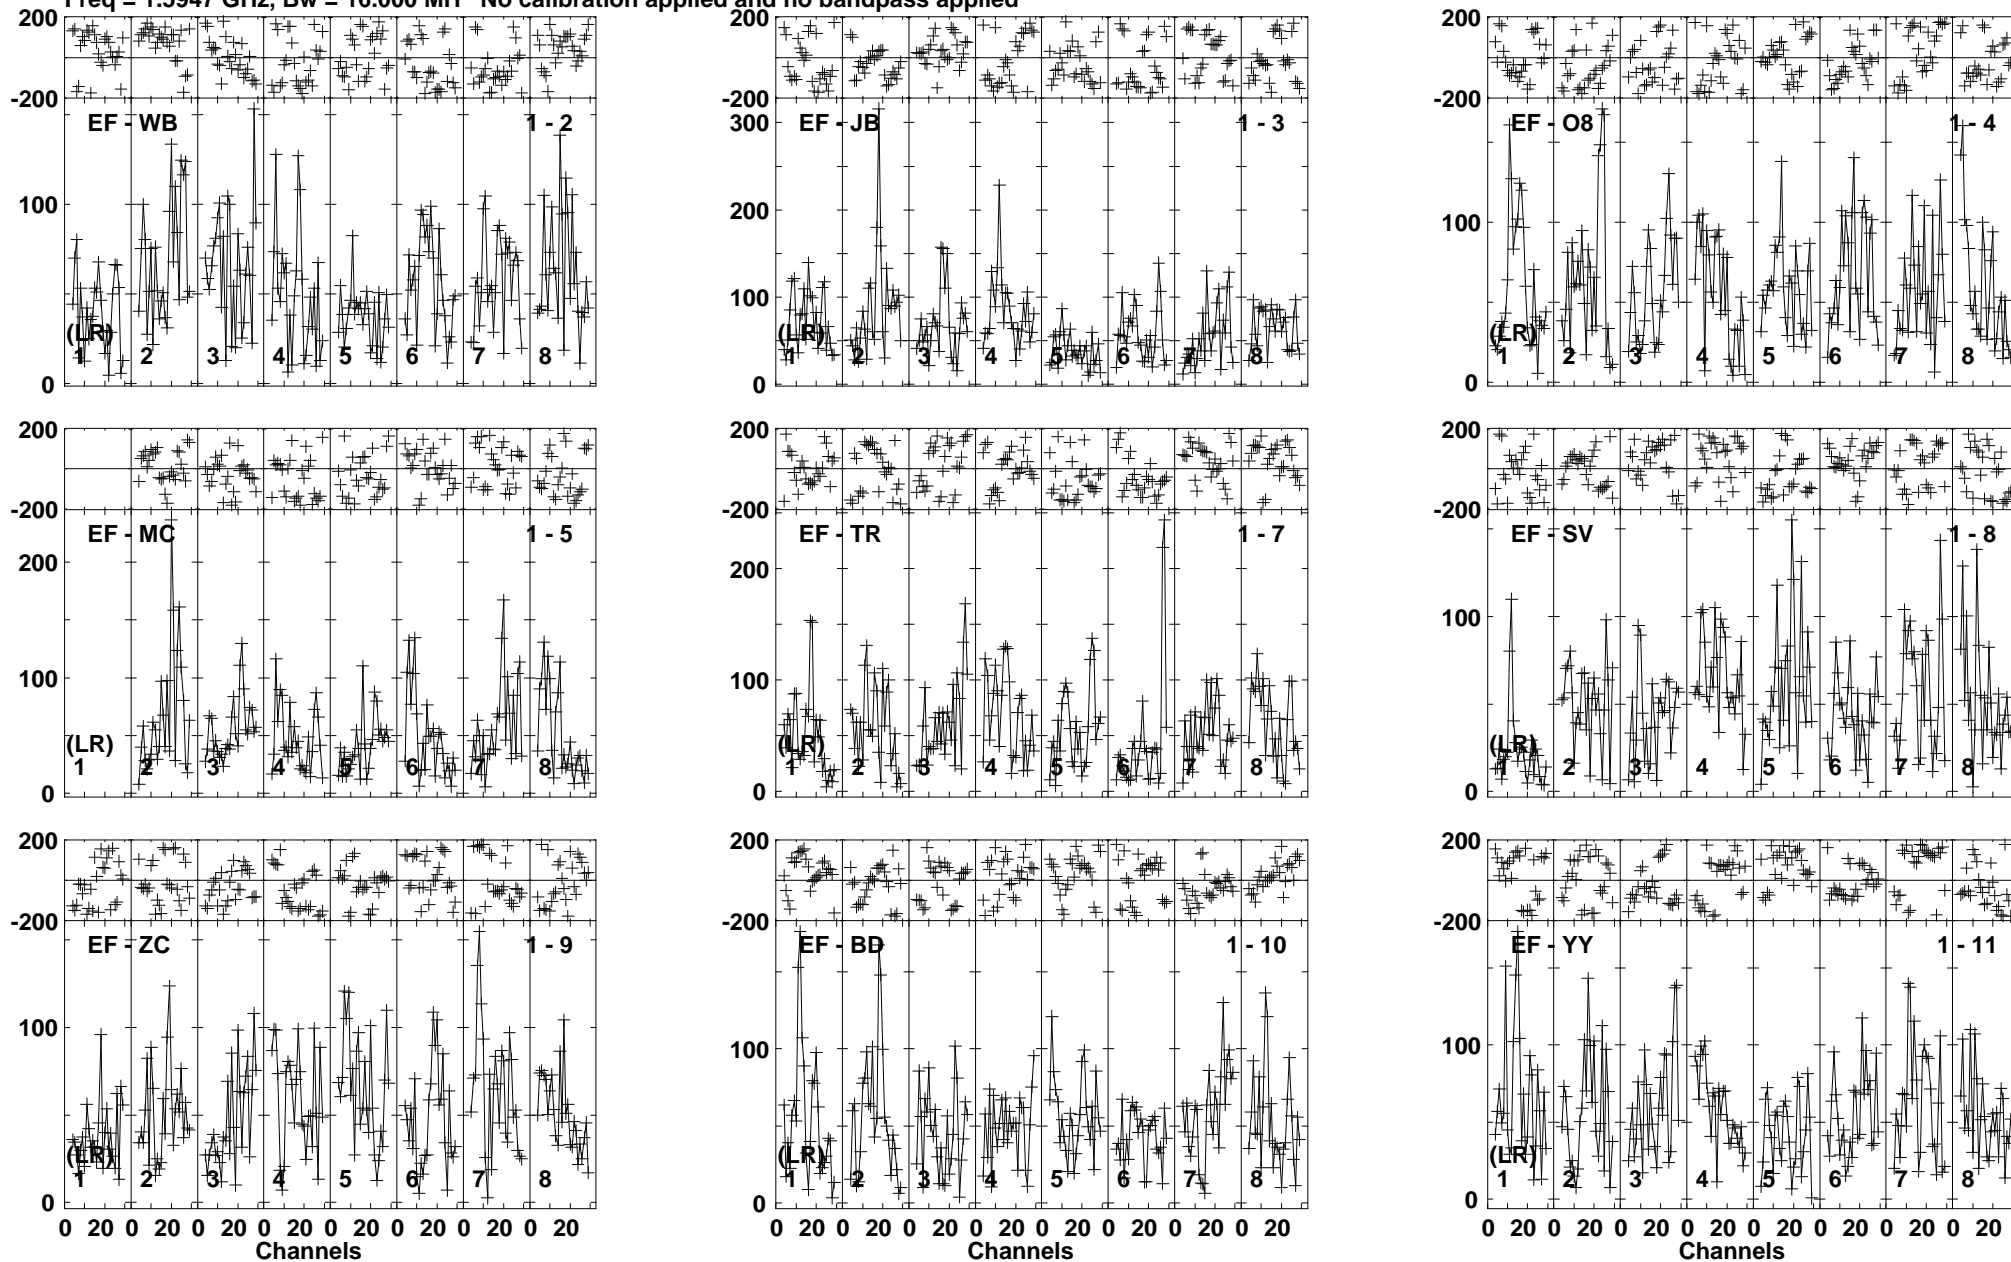 Freq = 1.5947 GHz, Bw = 16.000 MH No calibration applied and no bandpass applied
200 200 200
-200 -200 -200
EF - WB 1 - 2 EF - JB 1 - 3 EF - O8 1 - 4
300
100 200 100
100
(LR) (LR) (LR)
1 2 3 4 5 6 7 8 1 2 3 4 5 6 7 8 1 2 3 4 5 6 7 8
0 0 0
200 200 200
-200 -200 -200
EF - MC 1 - 5 EF - TR 1 - 7 EF - SV 1 - 8
200 200
100 100 100
(LR) (LR) (LR)
1 2 3 4 5 6 7 8 1 2 3 4 5 6 7 8 1 2 3 4 5 6 7 8
0 0 0
200 200 200
-200 -200 -200
EF - ZC 1 - 9 EF - BD 1 - 10 EF - YY 1 - 11
100 100 100
(LR) (LR) (LR)
1 2 3 4 5 6 7 8 1 2 3 4 5 6 7 8 1 2 3 4 5 6 7 8
0 0 0
0 20 0 20 0 20 0 20 0 20 0 20 0 20 0 20 0 20 0 20 0 20 0 20 0 20 0 20 0 20 0 20 0 20 0 20 0 20 0 20 0 20 0 20 0 20 0 20
Channels Channels Channels